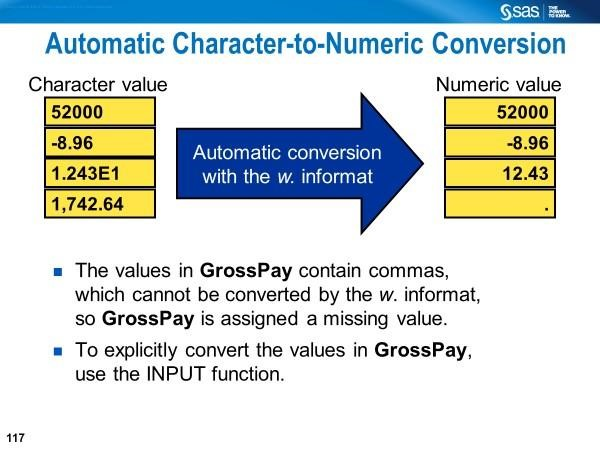 sas THE POWER TO KNOW.
Automatic Character-to-Numeric Conversion
Character value
Numeric value
52000
-8.96
1.243E1
1,742.64
Automatic conversion
with the w. informat
52000
-8.96
12.43
.
The values in GrossPay contain commas,
which cannot be converted by the w. informat,
so GrossPay is assigned a missing value.
To explicitly convert the values in GrossPay,
use the INPUT function.
117